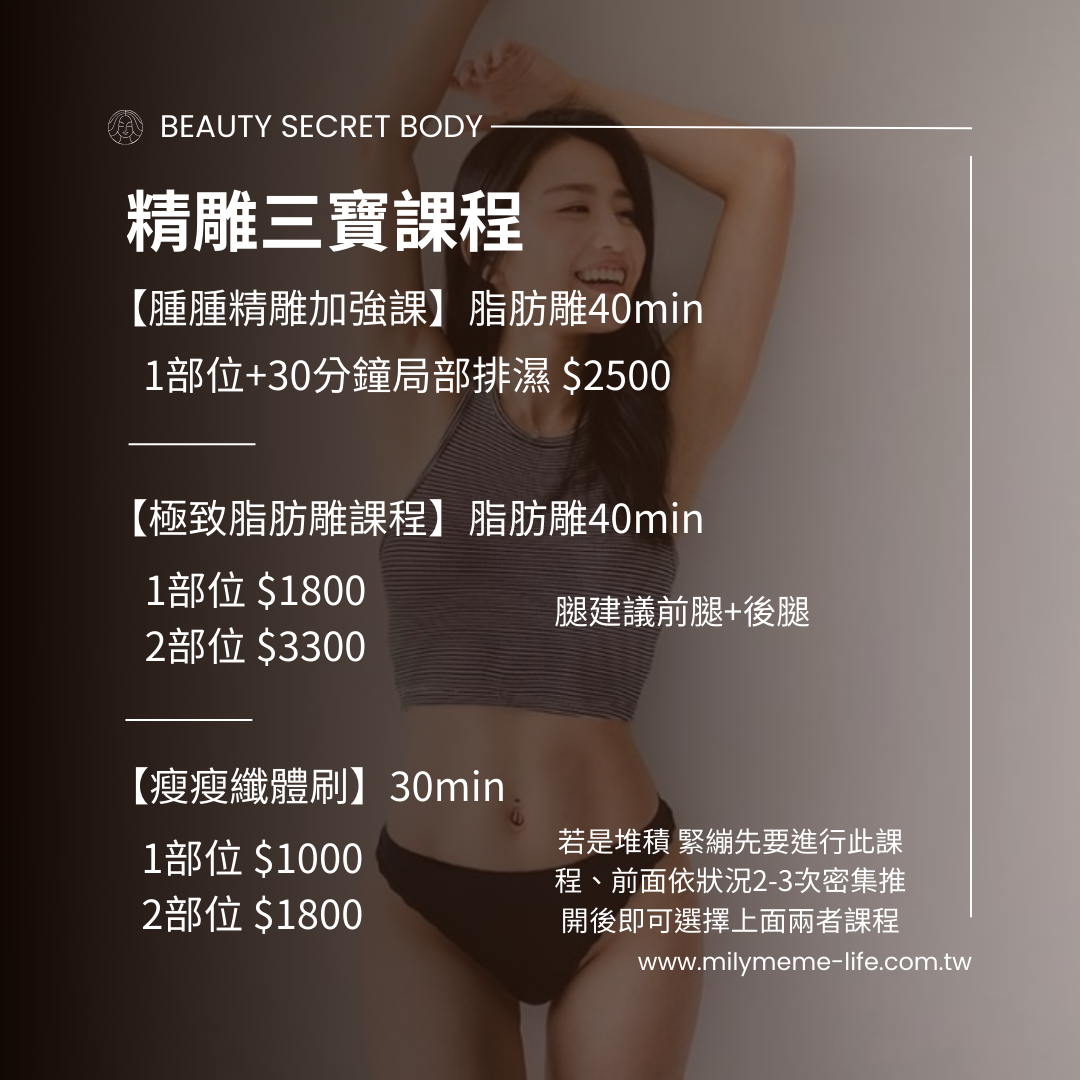 BEAUTY SECRET BODY
精雕三寶課程
【腫腫精雕加強課】脂肪雕40min
1部位+30分鐘局部排濕 $2500
【極致脂肪雕課程】脂肪雕40min
1部位 $1800
2部位 $3300
腿建議前腿+後腿
【瘦瘦纖體刷】30min
1部位 $1000
2部位 $1800
若是堆積 緊繃先要進行此課
程、前面依狀況2-3次密集推
開後即可選擇上面兩者課程
www.milymeme-life.com.tw